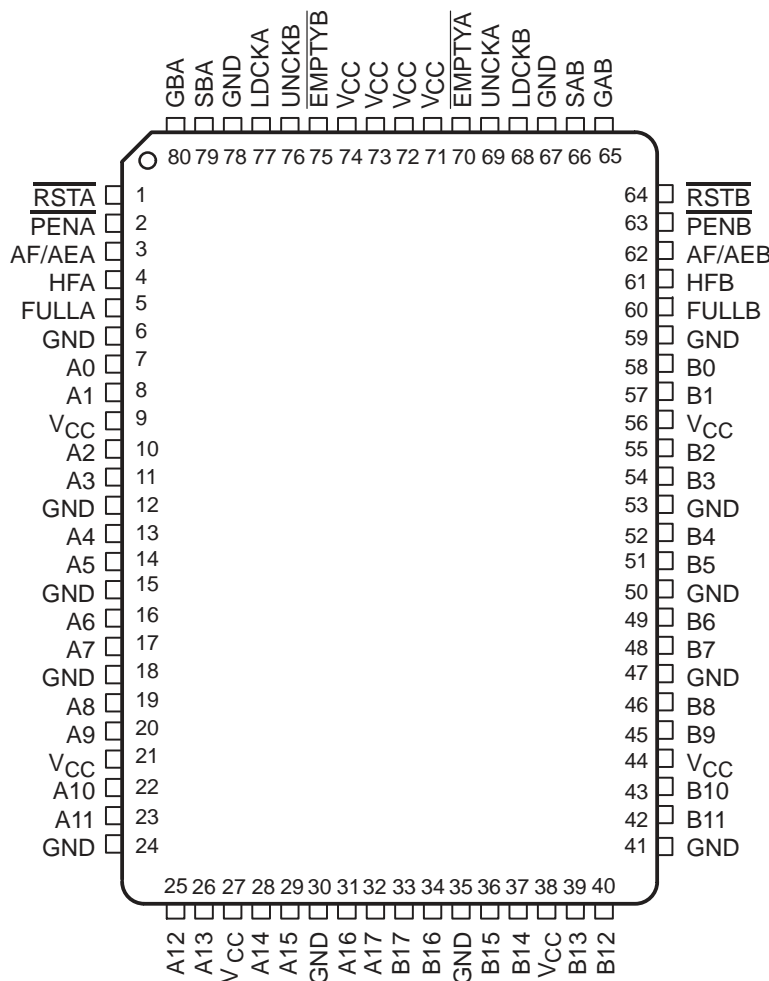 GBA SBA GND LDCKA UNCKB EMPTYB VCC VCC VCC VCC EMPTYA UNCKA LDCKB GND SAB GAB
80 79 78 77 76 75 74 73 72 71 70 69 68 67 66 65
RSTA 1 64 RSTB
PENA 2 63 PENB
AF/AEA 3 62 AF/AEB
HFA 4 61 HFB
FULLA 5 60 FULLB
GND 6 59 GND
A0 7 58 B0
A1 8 57 B1
VCC 9 56 VCC
A2 10 55 B2
A3 11 54 B3
GND 12 53 GND
A4 13 52 B4
A5 14 51 B5
GND 15 50 GND
A6 16 49 B6
A7 17 48 B7
GND 18 47 GND
A8 19 46 B8
A9 20 45 B9
VCC 21 44 VCC
A10 22 43 B10
A11 23 42 B11
GND 24 41 GND
25 26 27 28 29 30 31 32 33 34 35 36 37 38 39 40
A12 A13 VCC A14 A15 GND A16 A17 B17 B16 GND B15 B14 VCC B13 B12